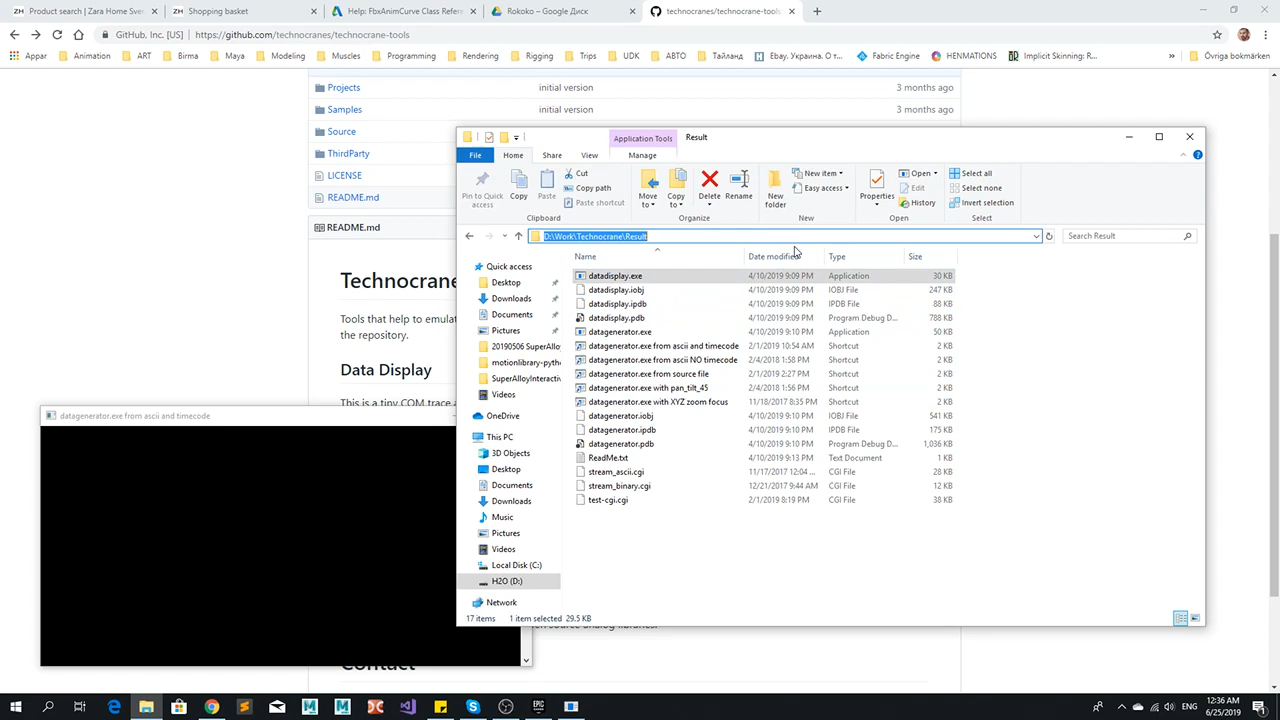 Product search | Zara Home Sver
Shopping basket
Help: FbxAnimCurve Class Refere
Rokoko – Google Диск
technocranes/technocrane-tools
GitHub, Inc. [US]
https://github.com/technocranes/technocrane-tools
Appar
Animation
ART
Birma
Maya
Modeling
Muscles
Programming
Rendering
Rigging
Trips
UDK
АВТО
Тайланд
Ebay. Украина. О т...
Fabric Engine
HENMATIONS
Implicit Skinning: R...
»
Övriga bokmärken
Projects
initial version
3 months ago
Samples
initial version
3 months ago
Source
ThirdParty
LICENSE
README.md
README.md
Technocrane
Tools that help to emulat
the repository.
Data Display
This is a tiny COM trace a
Contact
Application Tools
Result
File
Home
Share
View
Manage
Pin to Quick
access
Copy
Paste
Cut
Copy path
Paste shortcut
Clipboard
Move
to
Copy
to
Delete
Rename
Organize
New
folder
New item
Easy access
New
Properties
Open
Edit
History
Open
Select all
Select none
Invert selection
Select
D:\Work\Technocrane\Result
Search Result
Name
Date modified
Type
Size
Quick access
Desktop
Downloads
Documents
Pictures
20190506 SuperAlloy
motionlibrary-pyth
SuperAlloyInteracti
Videos
OneDrive
This PC
3D Objects
Desktop
Documents
Downloads
Music
Pictures
Videos
Local Disk (C:)
H2O (D:)
Network
datadisplay.exe 4/10/2019 9:09 PM Application 30 KB
datadisplay.iobj 4/10/2019 9:09 PM IOBJ File 247 KB
datadisplay.ipdb 4/10/2019 9:09 PM IPDB File 88 KB
datadisplay.pdb 4/10/2019 9:09 PM Program Debug D... 788 KB
datagenerator.exe 4/10/2019 9:10 PM Application 50 KB
datagenerator.exe from ascii and timecode 2/1/2019 10:54 AM Shortcut 2 KB
datagenerator.exe from ascii NO timecode 2/4/2018 1:58 PM Shortcut 2 KB
datagenerator.exe from source file 2/1/2019 2:27 PM Shortcut 2 KB
datagenerator.exe with pan_tilt_45 2/4/2018 1:56 PM Shortcut 2 KB
datagenerator.exe with XYZ zoom focus 11/18/2017 8:35 PM Shortcut 2 KB
datagenerator.iobj 4/10/2019 9:10 PM IOBJ File 541 KB
datagenerator.ipdb 4/10/2019 9:10 PM IPDB File 175 KB
datagenerator.pdb 4/10/2019 9:10 PM Program Debug D... 1,036 KB
ReadMe.txt 4/10/2019 9:13 PM Text Document 1 KB
stream_ascii.cgi 11/17/2017 12:04 ... CGI File 28 KB
stream_binary.cgi 12/21/2017 9:44 AM CGI File 12 KB
test-cgi.cgi 2/1/2019 8:19 PM CGI File 38 KB
17 items
1 item selected 29.5 KB
datagenerator.exe from ascii and timecode
ENG
12:36 AM
6/25/2019